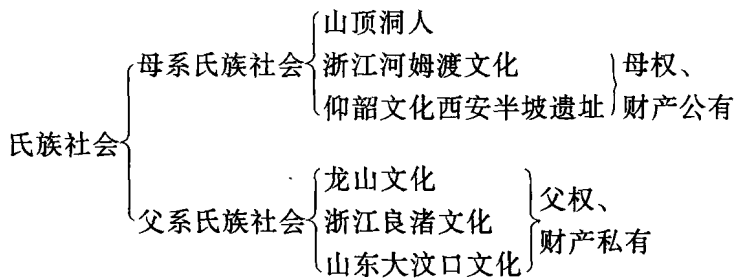 氏族社会
母系氏族社会
山顶洞人
浙江河姆渡文化
仰韶文化西安半坡遗址
母权、
财产公有
父系氏族社会
龙山文化
浙江良渚文化
山东大汶口文化
父权、
财产私有